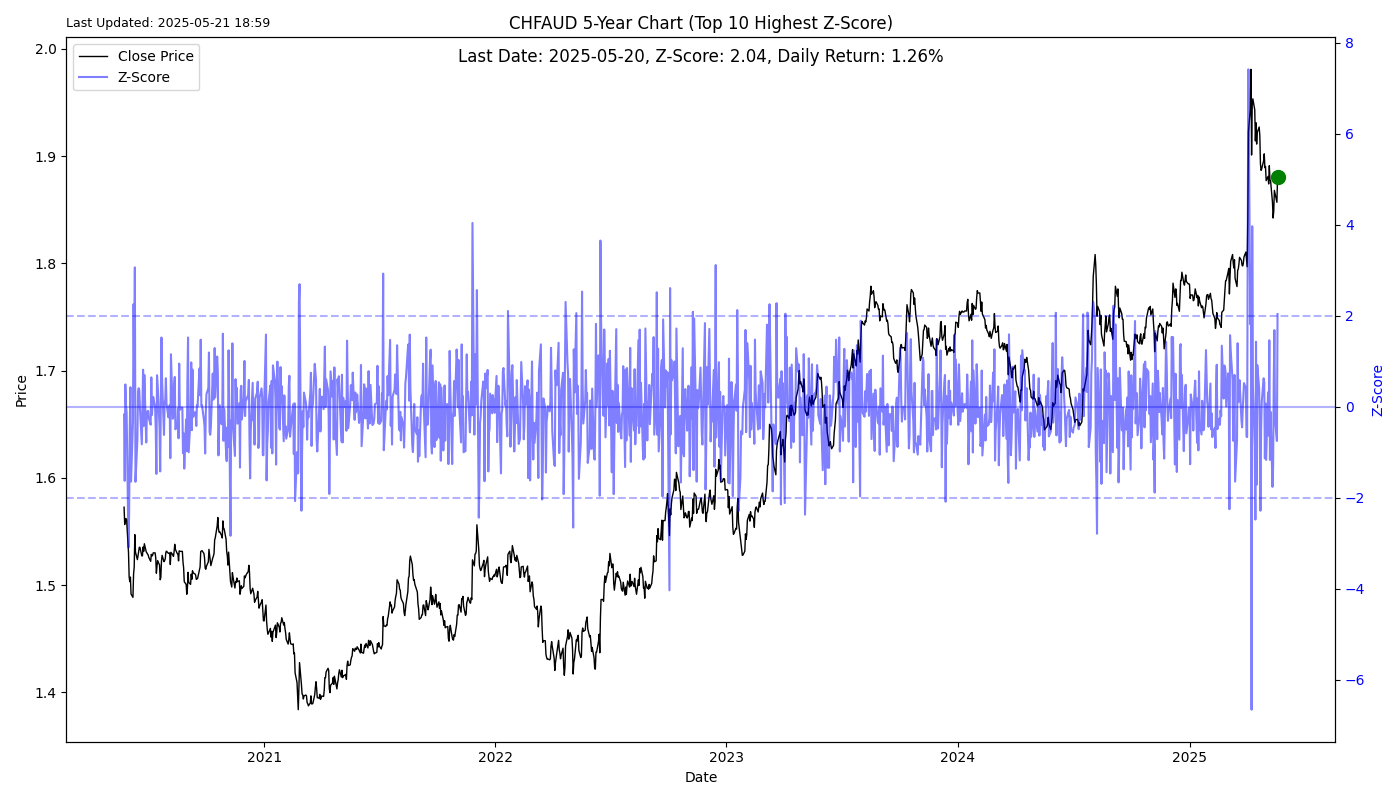 Last Updated: 2025-05-21 18:59
CHFAUD 5-Year Chart (Top 10 Highest Z-Score)
Last Date: 2025-05-20, Z-Score: 2.04, Daily Return: 1.26%
Close Price
Z-Score
2.0
1.9
1.8
1.7
1.6
1.5
1.4
Price
8
6
4
2
0
−2
−4
−6
Z-Score
2021 2022 2023 2024 2025
Date